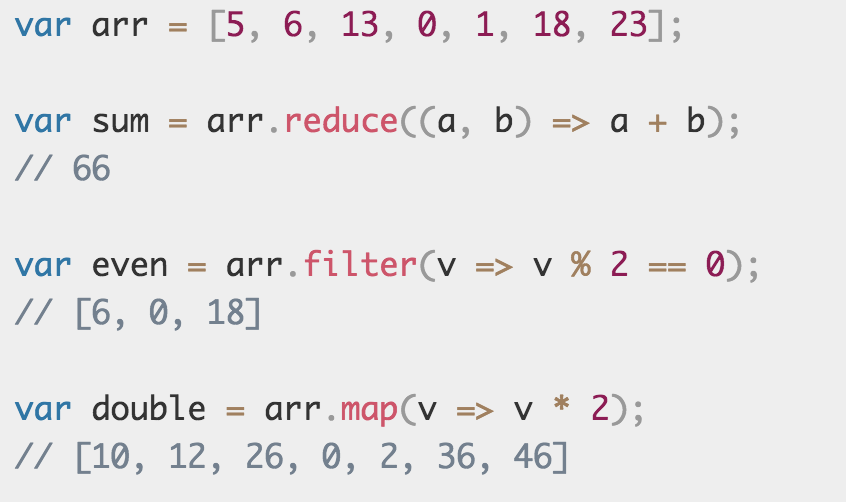 var arr = [5, 6, 13, 0, 1, 18, 23];
var sum = arr.reduce((a, b) => a + b);
// 66
var even = arr.filter(v => v % 2 == 0);
// [6, 0, 18]
var double = arr.map(v => v * 2);
// [10, 12, 26, 0, 2, 36, 46]